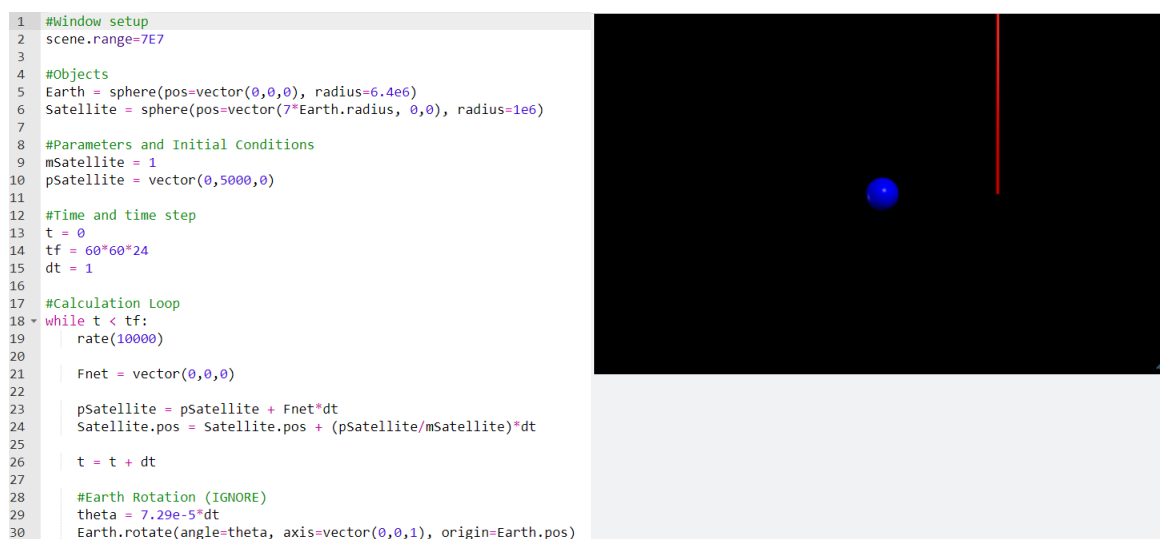 1 #Window setup
2 scene.range=7E7
3
4 #Objects
5 Earth = sphere(pos=vector(0,0,0), radius=6.4e6)
6 Satellite = sphere(pos=vector(7*Earth.radius, 0,0), radius=1e6)
7
8 #Parameters and Initial Conditions
9 mSatellite = 1
10 pSatellite = vector(0,5000,0)
11
12 #Time and time step
13 t = 0
14 tf = 60*60*24
15 dt = 1
16
17 #Calculation Loop
18 while t < tf:
19 rate(10000)
20
21 Fnet = vector(0,0,0)
22
23 pSatellite = pSatellite + Fnet*dt
24 Satellite.pos = Satellite.pos + (pSatellite/mSatellite)*dt
25
26 t = t + dt
27
28 #Earth Rotation (IGNORE)
29 theta = 7.29e-5*dt
30 Earth.rotate(angle=theta, axis=vector(0,0,1), origin=Earth.pos)